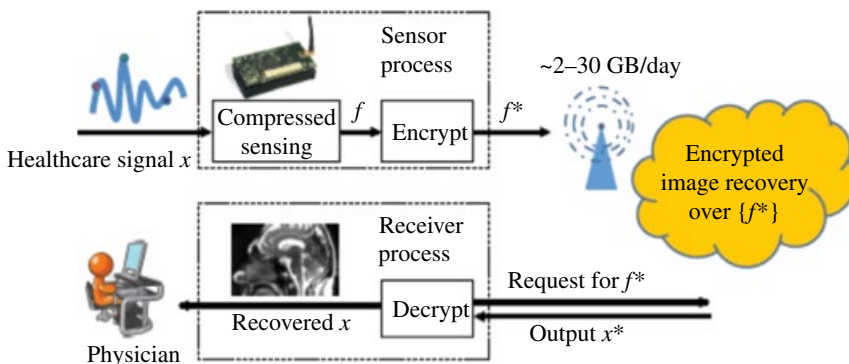 Sensor
process
~2–30 GB/day
Compressed
sensing
f
Encrypt
f*
Healthcare signal x
Encrypted
image recovery
over {f*}
Receiver
process
Request for f*
Decrypt
Recovered x
Output x*
Physician